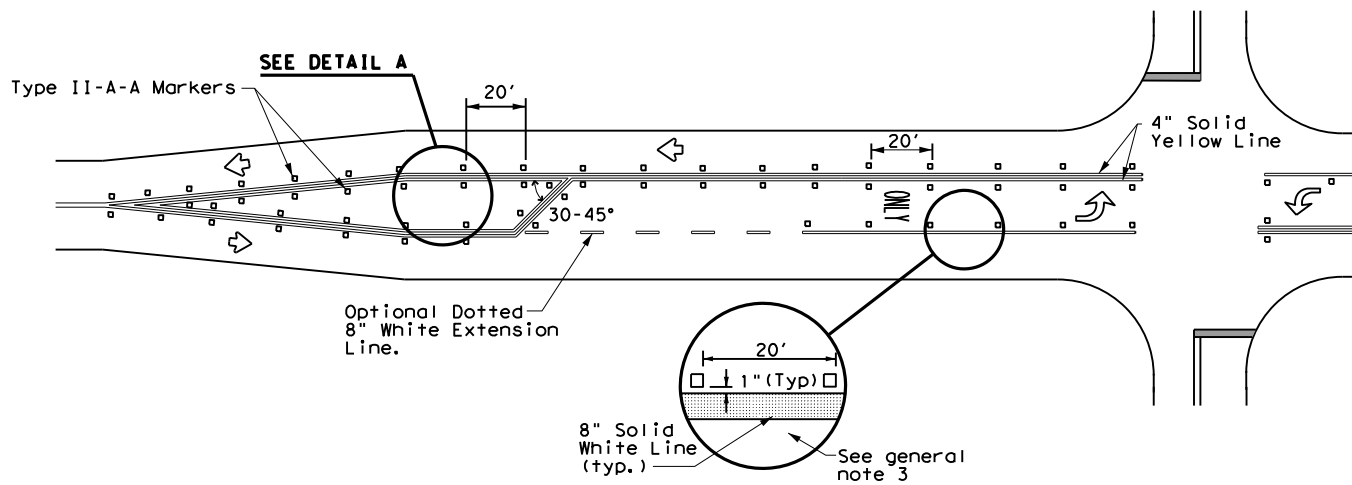 SEE DETAIL A
Type II-A-A Markers
20'
20'
4" Solid
Yellow Line
ONLY
30-45°
Optional Dotted
8" White Extension
Line.
20'
1"(Typ)
8" Solid
White Line
(typ.)
See general
note 3